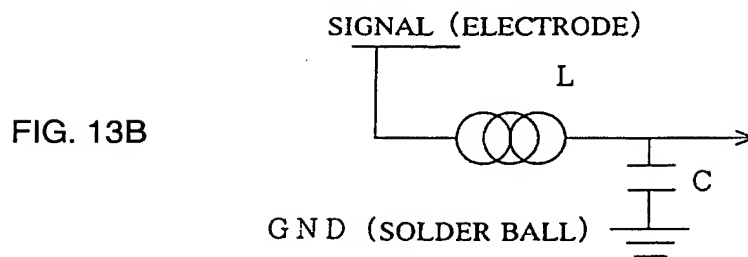 SIGNAL (ELECTRODE)
L
FIG. 13B
C
GND (SOLDER BALL)